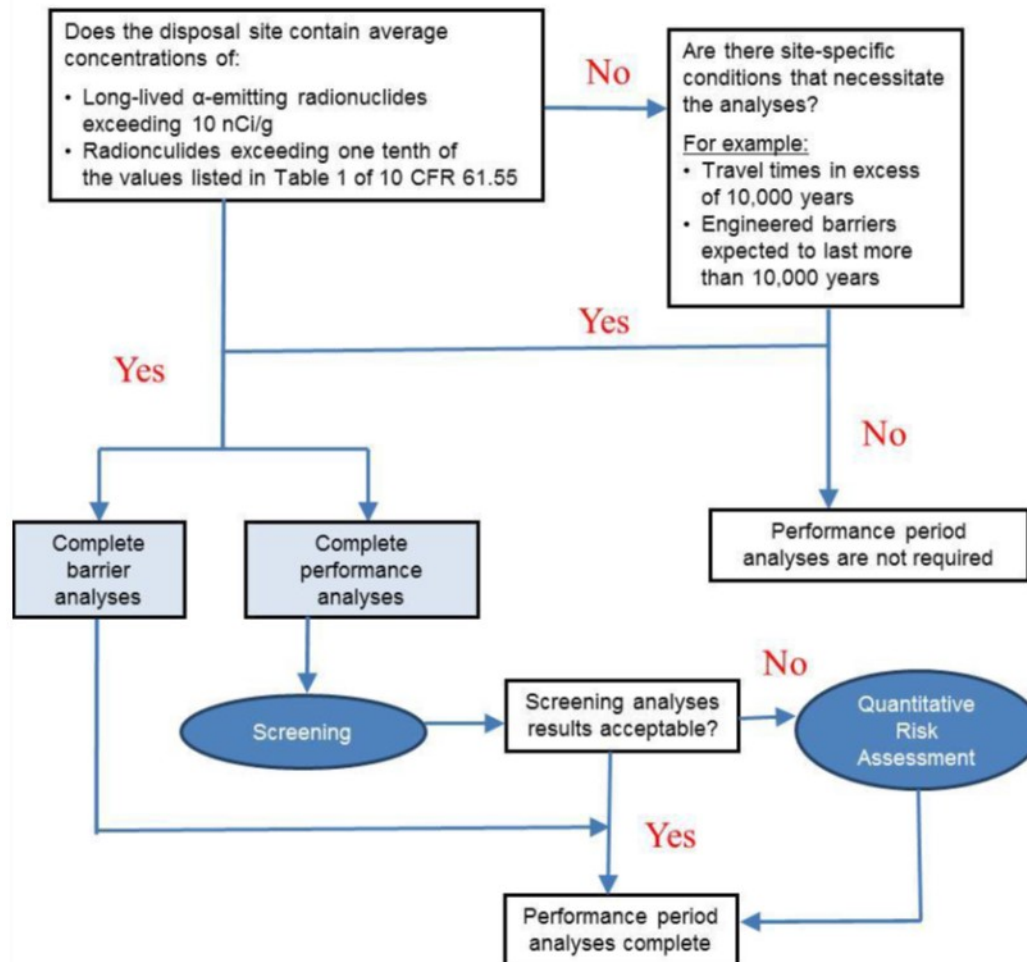 Does the disposal site contain average
concentrations of:
• Long-lived α-emitting radionuclides
exceeding 10 nCi/g
• Radionculides exceeding one tenth of
the values listed in Table 1 of 10 CFR 61.55
No
Are there site-specific
conditions that necessitate
the analyses?
For example:
• Travel times in excess
of 10,000 years
• Engineered barriers
expected to last more
than 10,000 years
Yes
Yes
No
Complete
barrier
analyses
Complete
performance
analyses
Performance period
analyses are not required
Screening
Screening analyses
results acceptable?
No
Quantitative
Risk
Assessment
Yes
Performance period
analyses complete